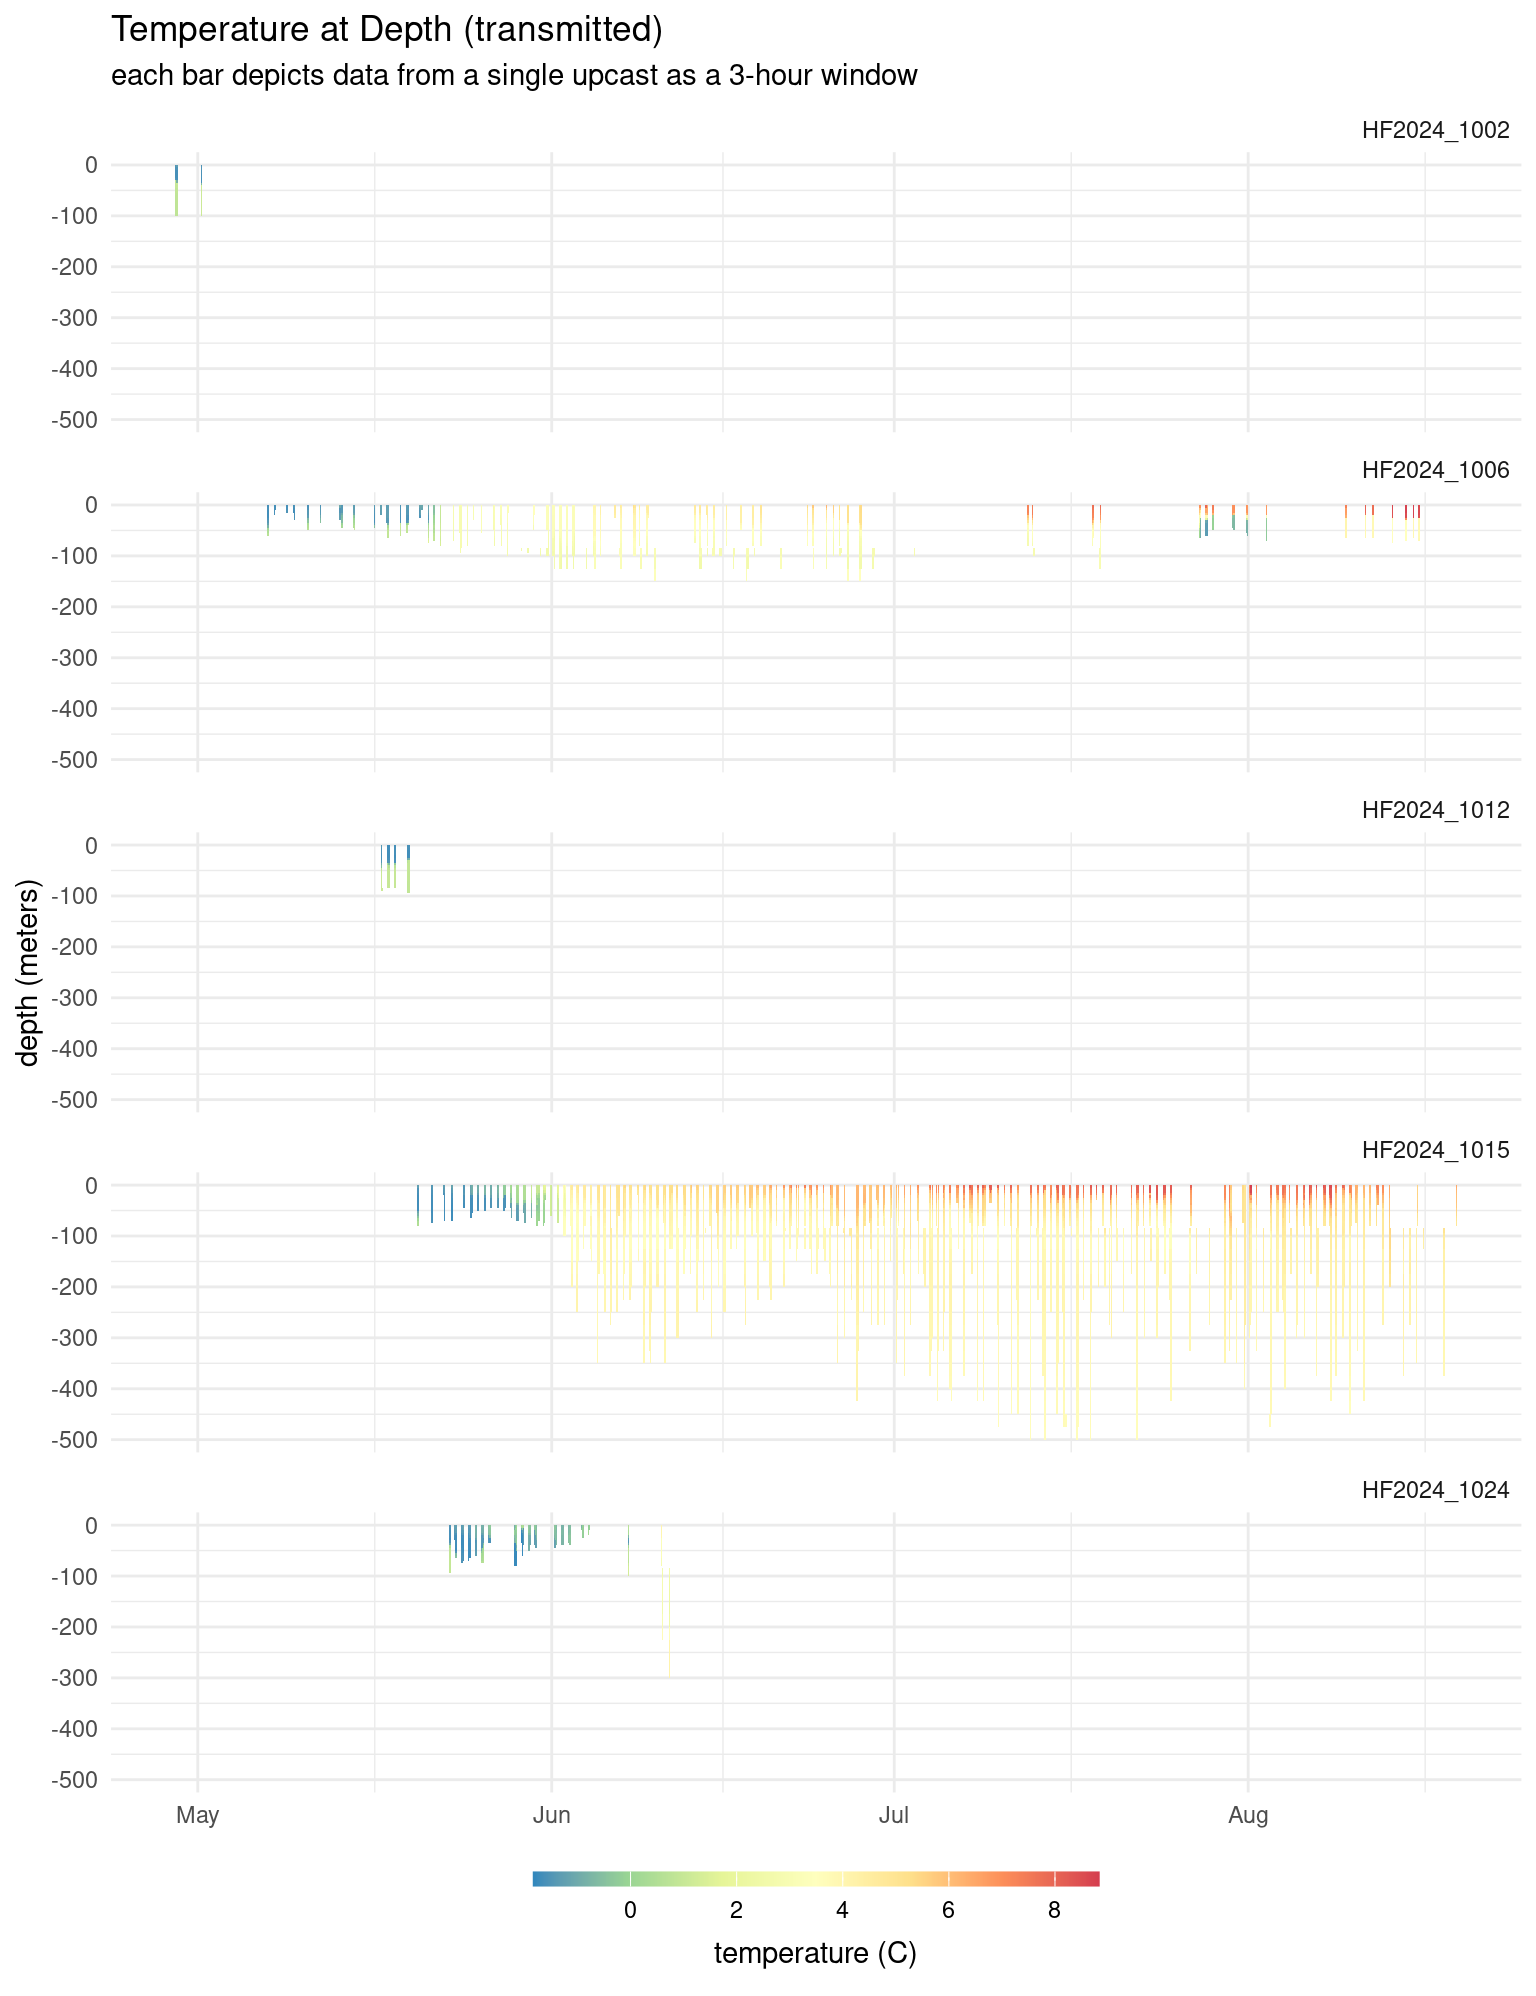 Temperature at Depth (transmitted)
each bar depicts data from a single upcast as a 3-hour window
HF2024_1002
0
-100
-200
-300
-400
-500
HF2024_1006
0
-100
-200
-300
-400
-500
HF2024_1012
0
-100
-200
-300
-400
-500
depth (meters)
HF2024_1015
0
-100
-200
-300
-400
-500
HF2024_1024
0
-100
-200
-300
-400
-500
May Jun Jul Aug
0 2 4 6 8
temperature (C)